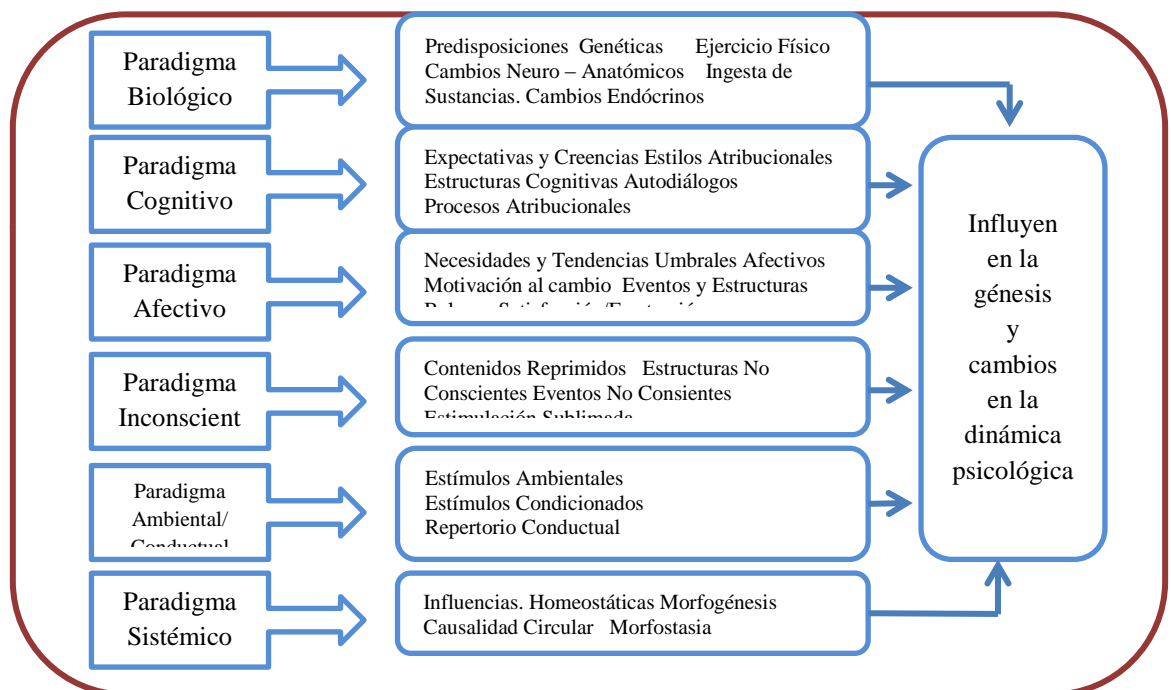 Paradigma
Biológico
Predisposiciones Genéticas Ejercicio Físico
Cambios Neuro – Anatómicos Ingesta de
Sustancias. Cambios Endócrinos
Paradigma
Cognitivo
Expectativas y Creencias Estilos Atribucionales
Estructuras Cognitivas Autodiálogos
Procesos Atribucionales
Paradigma
Afectivo
Necesidades y Tendencias Umbrales Afectivos
Motivación al cambio Eventos y Estructuras
Paradigma
Inconscient
Contenidos Reprimidos Estructuras No
Conscientes Eventos No Consientes
Estimulación Sublimada
Paradigma
Ambiental/
Conductual
Estímulos Ambientales
Estímulos Condicionados
Repertorio Conductual
Paradigma
Sistémico
Influencias. Homeostáticas Morfogénesis
Causalidad Circular Morfostasia
Influyen
en la
génesis
y
cambios
en la
dinámica
psicológica